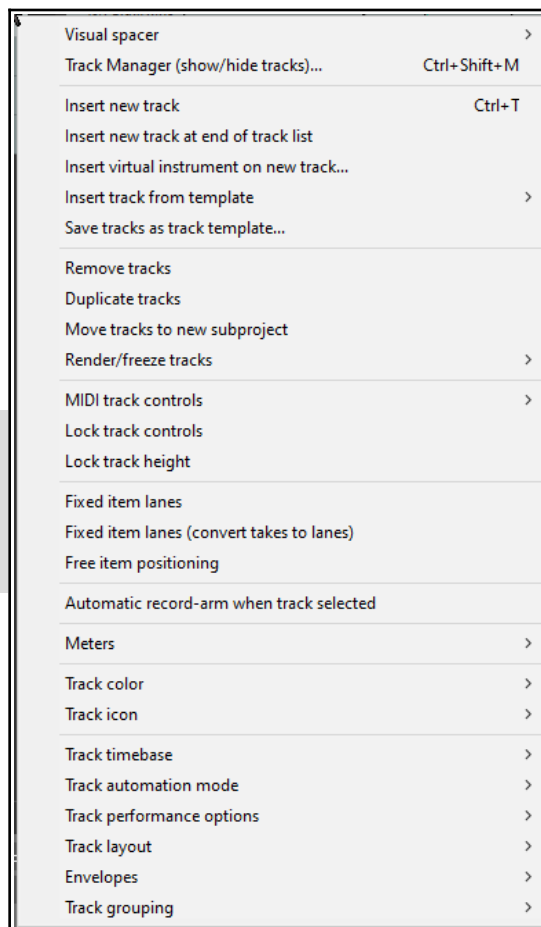 Visual spacer
Track Manager (show/hide tracks)... Ctrl+Shift+M
Insert new track Ctrl+T
Insert new track at end of track list
Insert virtual instrument on new track...
Insert track from template
Save tracks as track template...
Remove tracks
Duplicate tracks
Move tracks to new subproject
Render/freeze tracks
MIDI track controls
Lock track controls
Lock track height
Fixed item lanes
Fixed item lanes (convert takes to lanes)
Free item positioning
Automatic record-arm when track selected
Meters
Track color
Track icon
Track timebase
Track automation mode
Track performance options
Track layout
Envelopes
Track grouping